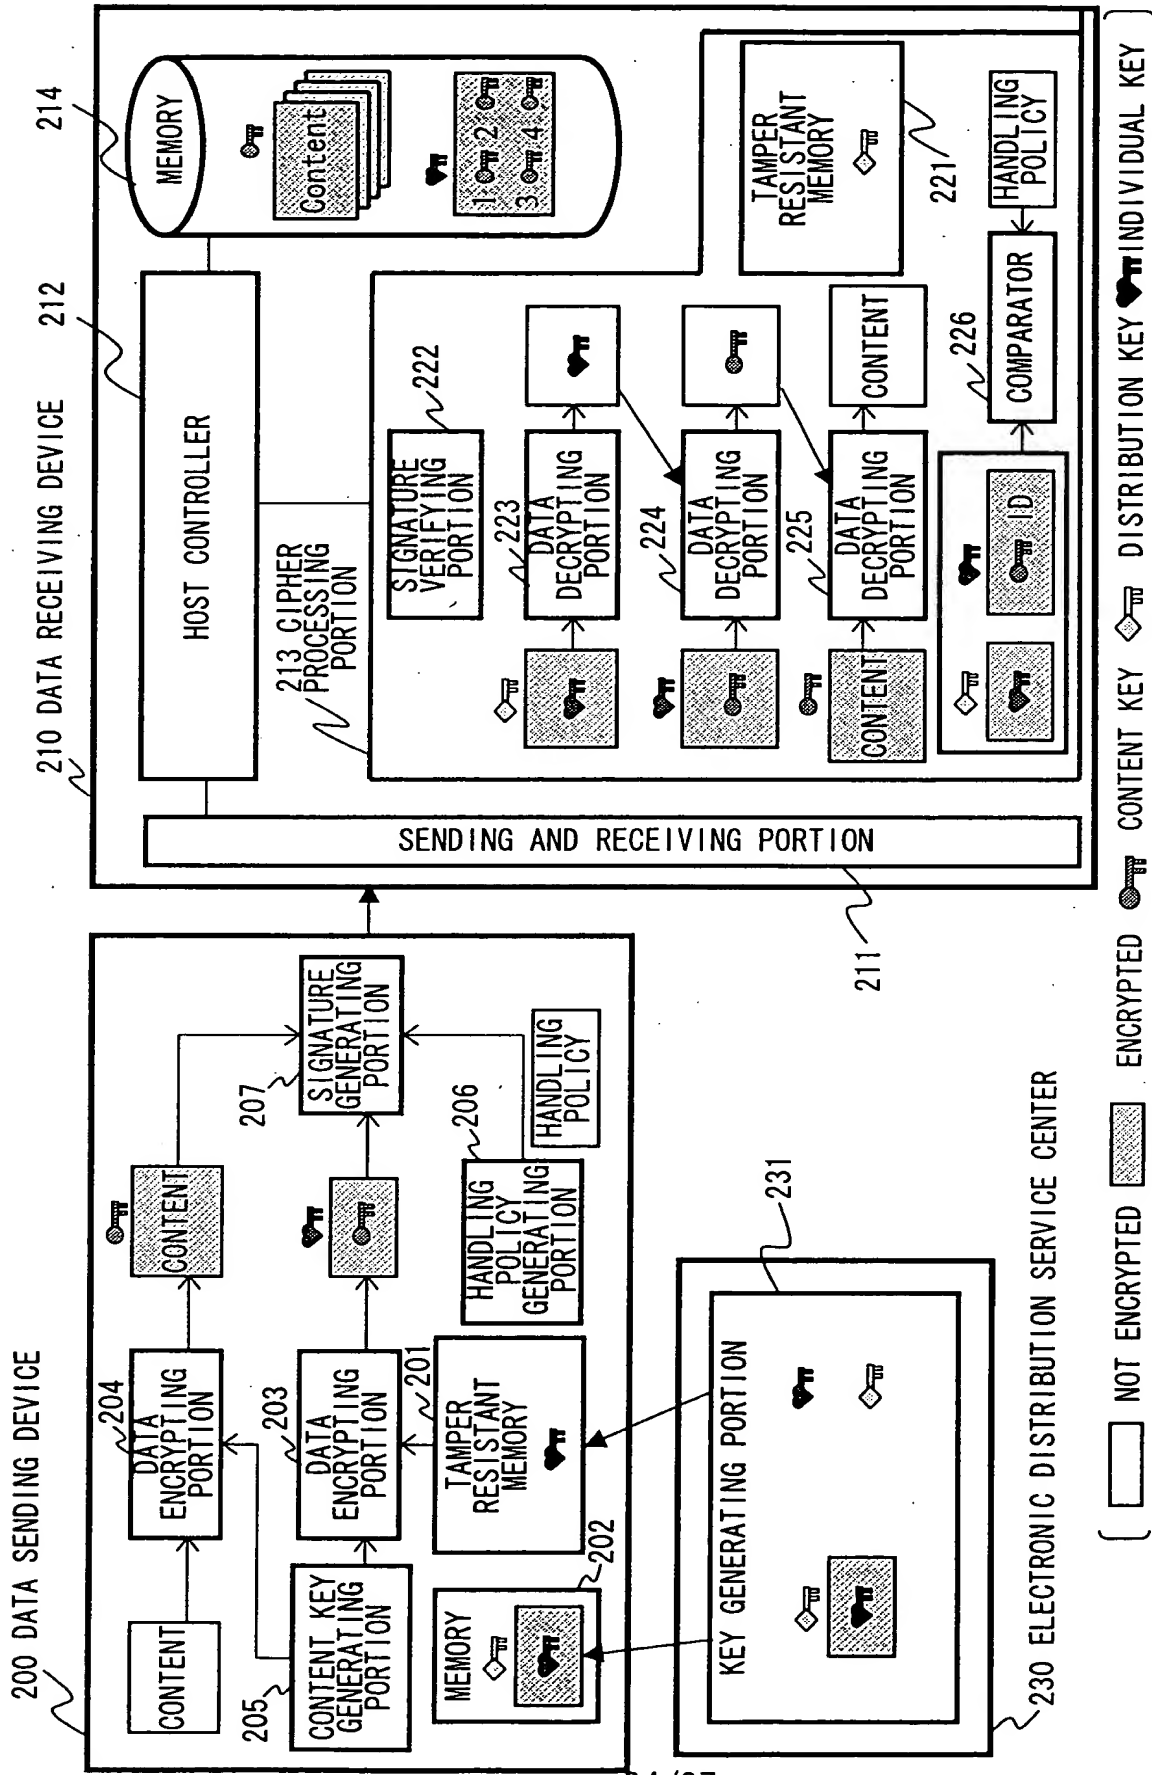 200 DATA SENDING DEVICE
CONTENT
204
DATA
ENCRYPTING
PORTION
CONTENT
205
CONTENT KEY
GENERATING
PORTION
203
DATA
ENCRYPTING
PORTION
207
SIGNATURE
GENERATING
PORTION
MEMORY
202
201
TAMPER
RESISTANT
MEMORY
206
HANDLING
POLICY
GENERATING
PORTION
HANDLING
POLICY
KEY GENERATING PORTION
231
230 ELECTRONIC DISTRIBUTION SERVICE CENTER
210 DATA RECEIVING DEVICE
212
214
HOST CONTROLLER
MEMORY
Content
1 2
3 4
SENDING AND RECEIVING PORTION
211
213 CIPHER
PROCESSING
PORTION
SIGNATURE
VERIFYING
PORTION
222
223
DATA
DECRYPTING
PORTION
224
DATA
DECRYPTING
PORTION
225
CONTENT
DATA
DECRYPTING
PORTION
CONTENT
TAMPER
RESISTANT
MEMORY
221
ID
226
COMPARATOR
HANDLING
POLICY
NOT ENCRYPTED
ENCRYPTED
CONTENT KEY
DISTRIBUTION KEY
INDIVIDUAL KEY